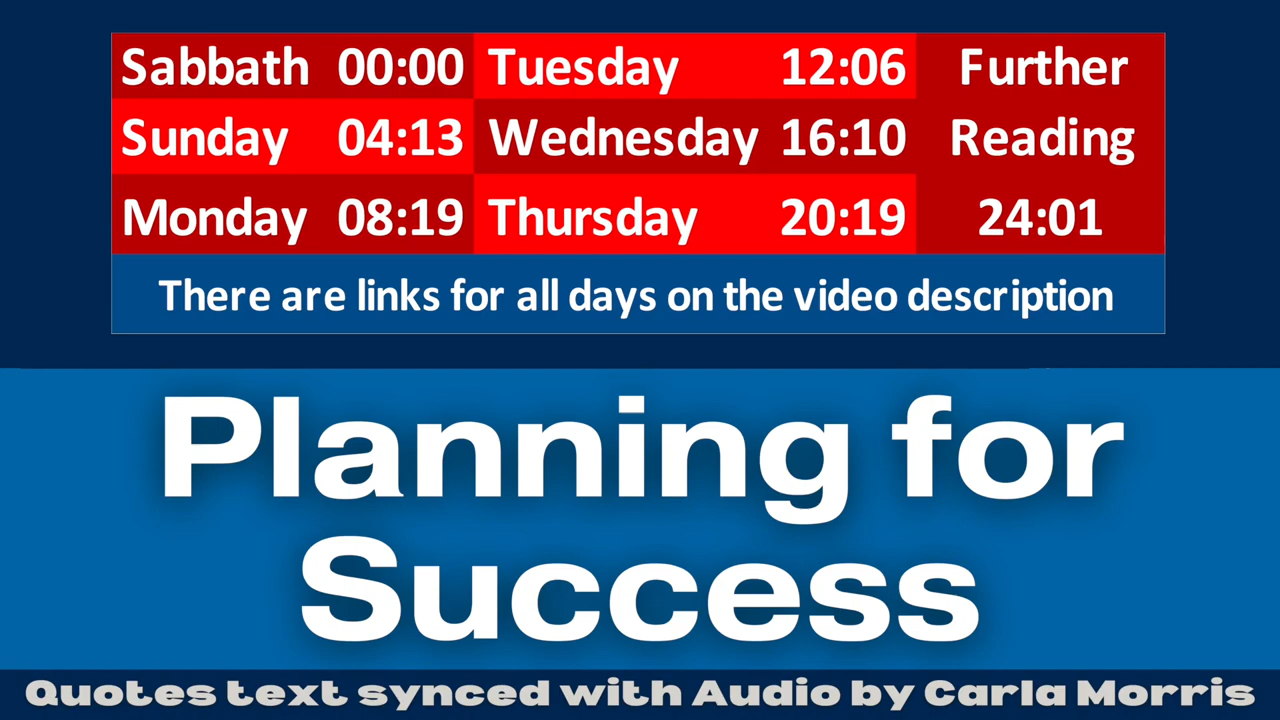 Sabbath 00:00 Tuesday 12:06 Further
Sunday 04:13 Wednesday 16:10 Reading
Monday 08:19 Thursday 20:19 24:01
There are links for all days on the video description
Planning for
Success
Quotes text synced with Audio by Carla Morris